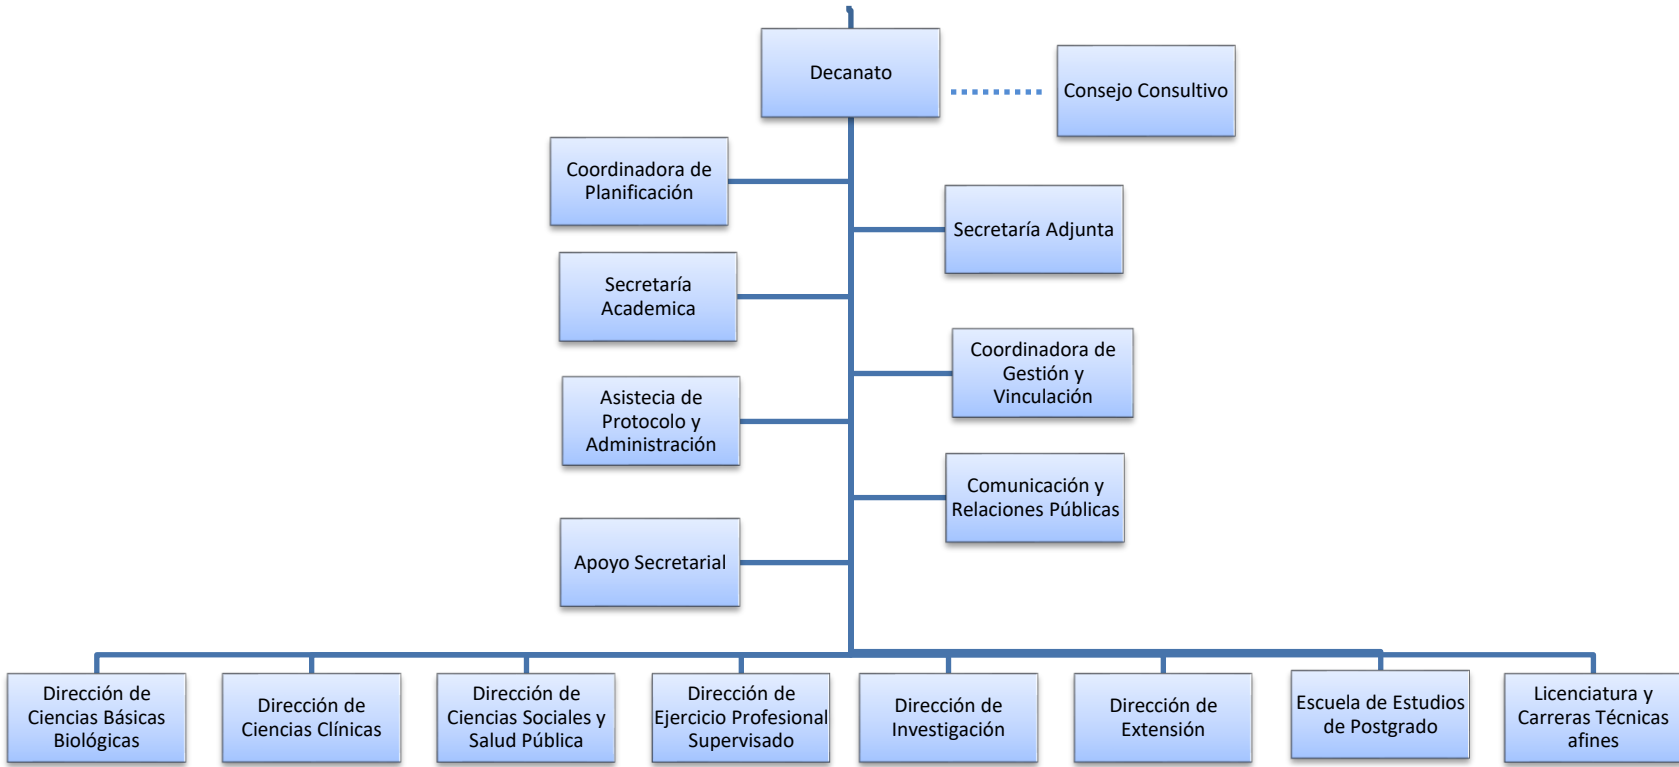 Decanato
Consejo Consultivo
Coordinadora de
Planificación
Secretaría Adjunta
Secretaría
Academica
Coordinadora de
Gestión y
Vinculación
Asistecia de
Protocolo y
Administración
Comunicación y
Relaciones Públicas
Apoyo Secretarial
Dirección de
Ciencias Básicas
Biológicas
Dirección de
Ciencias Clínicas
Dirección de
Ciencias Sociales y
Salud Pública
Dirección de
Ejercicio Profesional
Supervisado
Dirección de
Investigación
Dirección de
Extensión
Escuela de Estudios
de Postgrado
Licenciatura y
Carreras Técnicas
afines